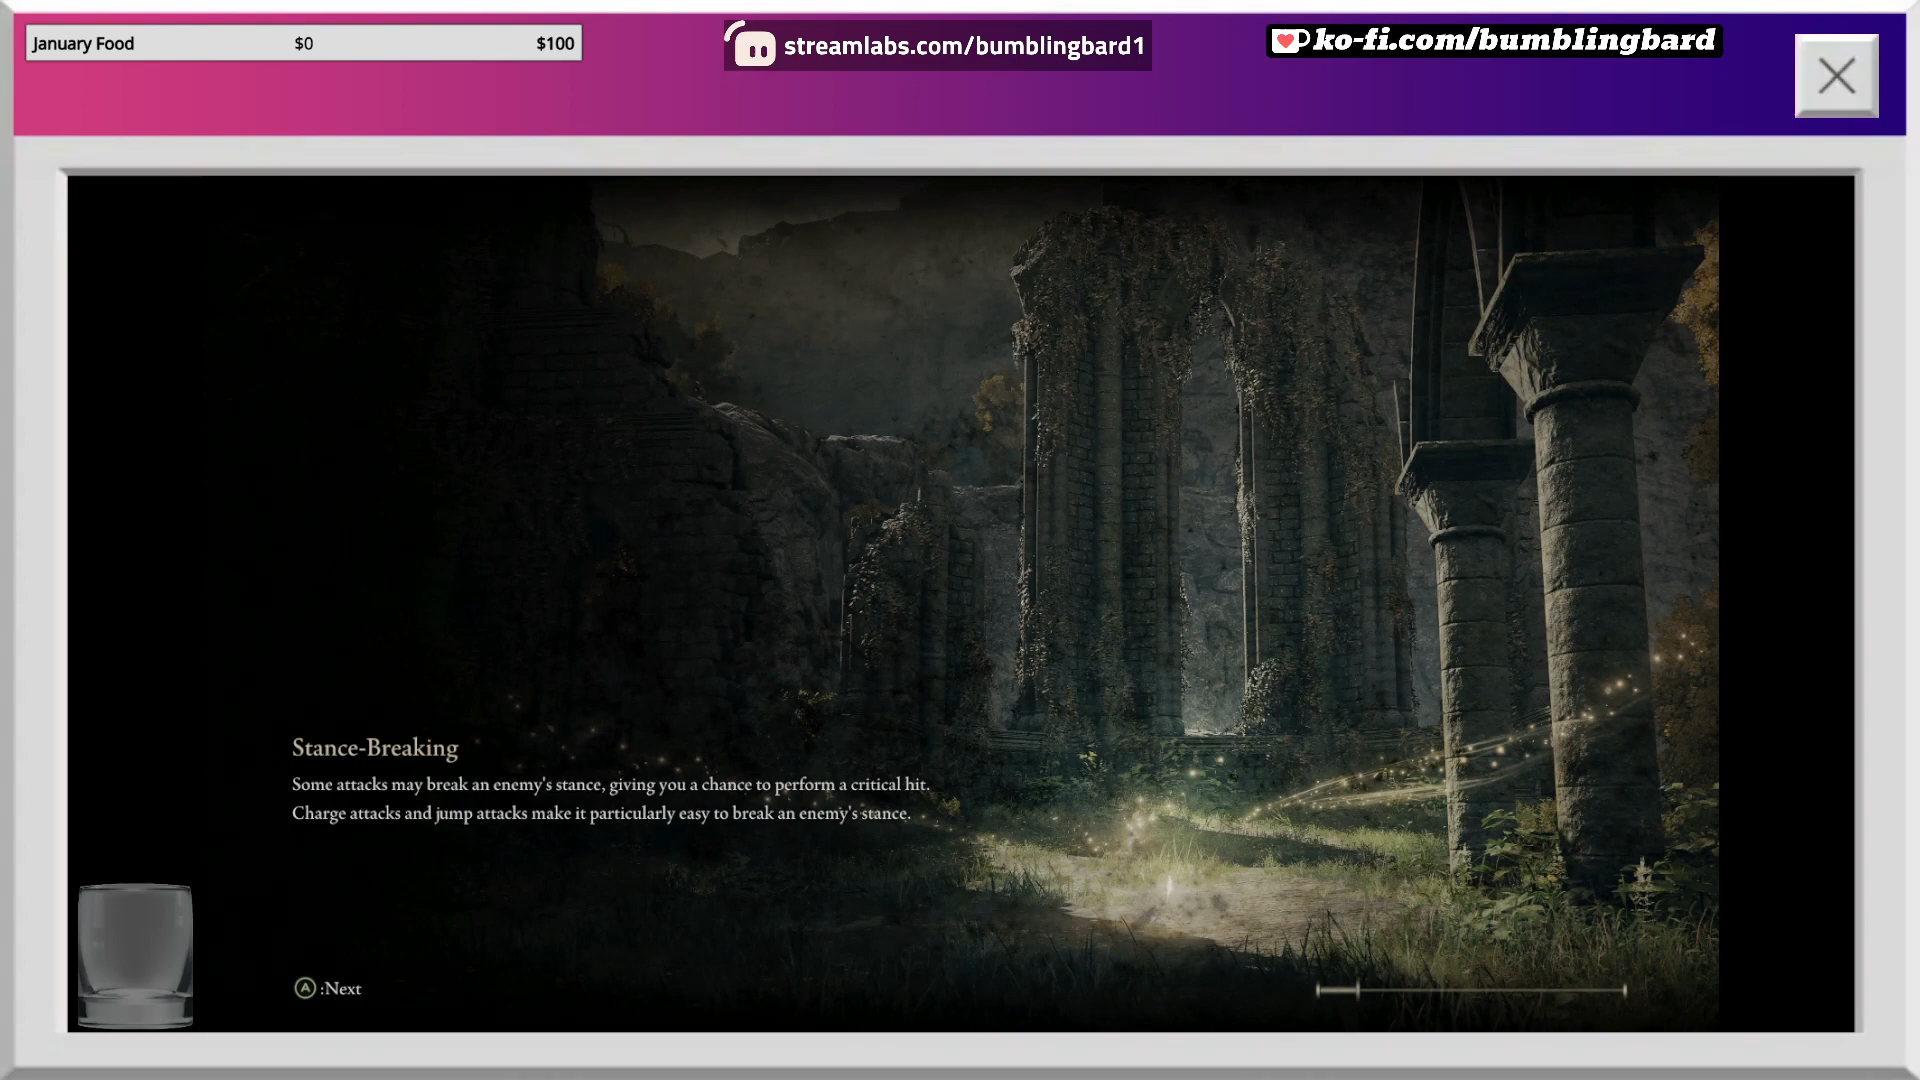 January Food $0 $100
streamlabs.com/bumblingbard1
ko-fi.com/bumblingbard
Stance-Breaking
Some attacks may break an enemy's stance, giving you a chance to perform a critical hit.
Charge attacks and jump attacks make it particularly easy to break an enemy's stance.
A :Next